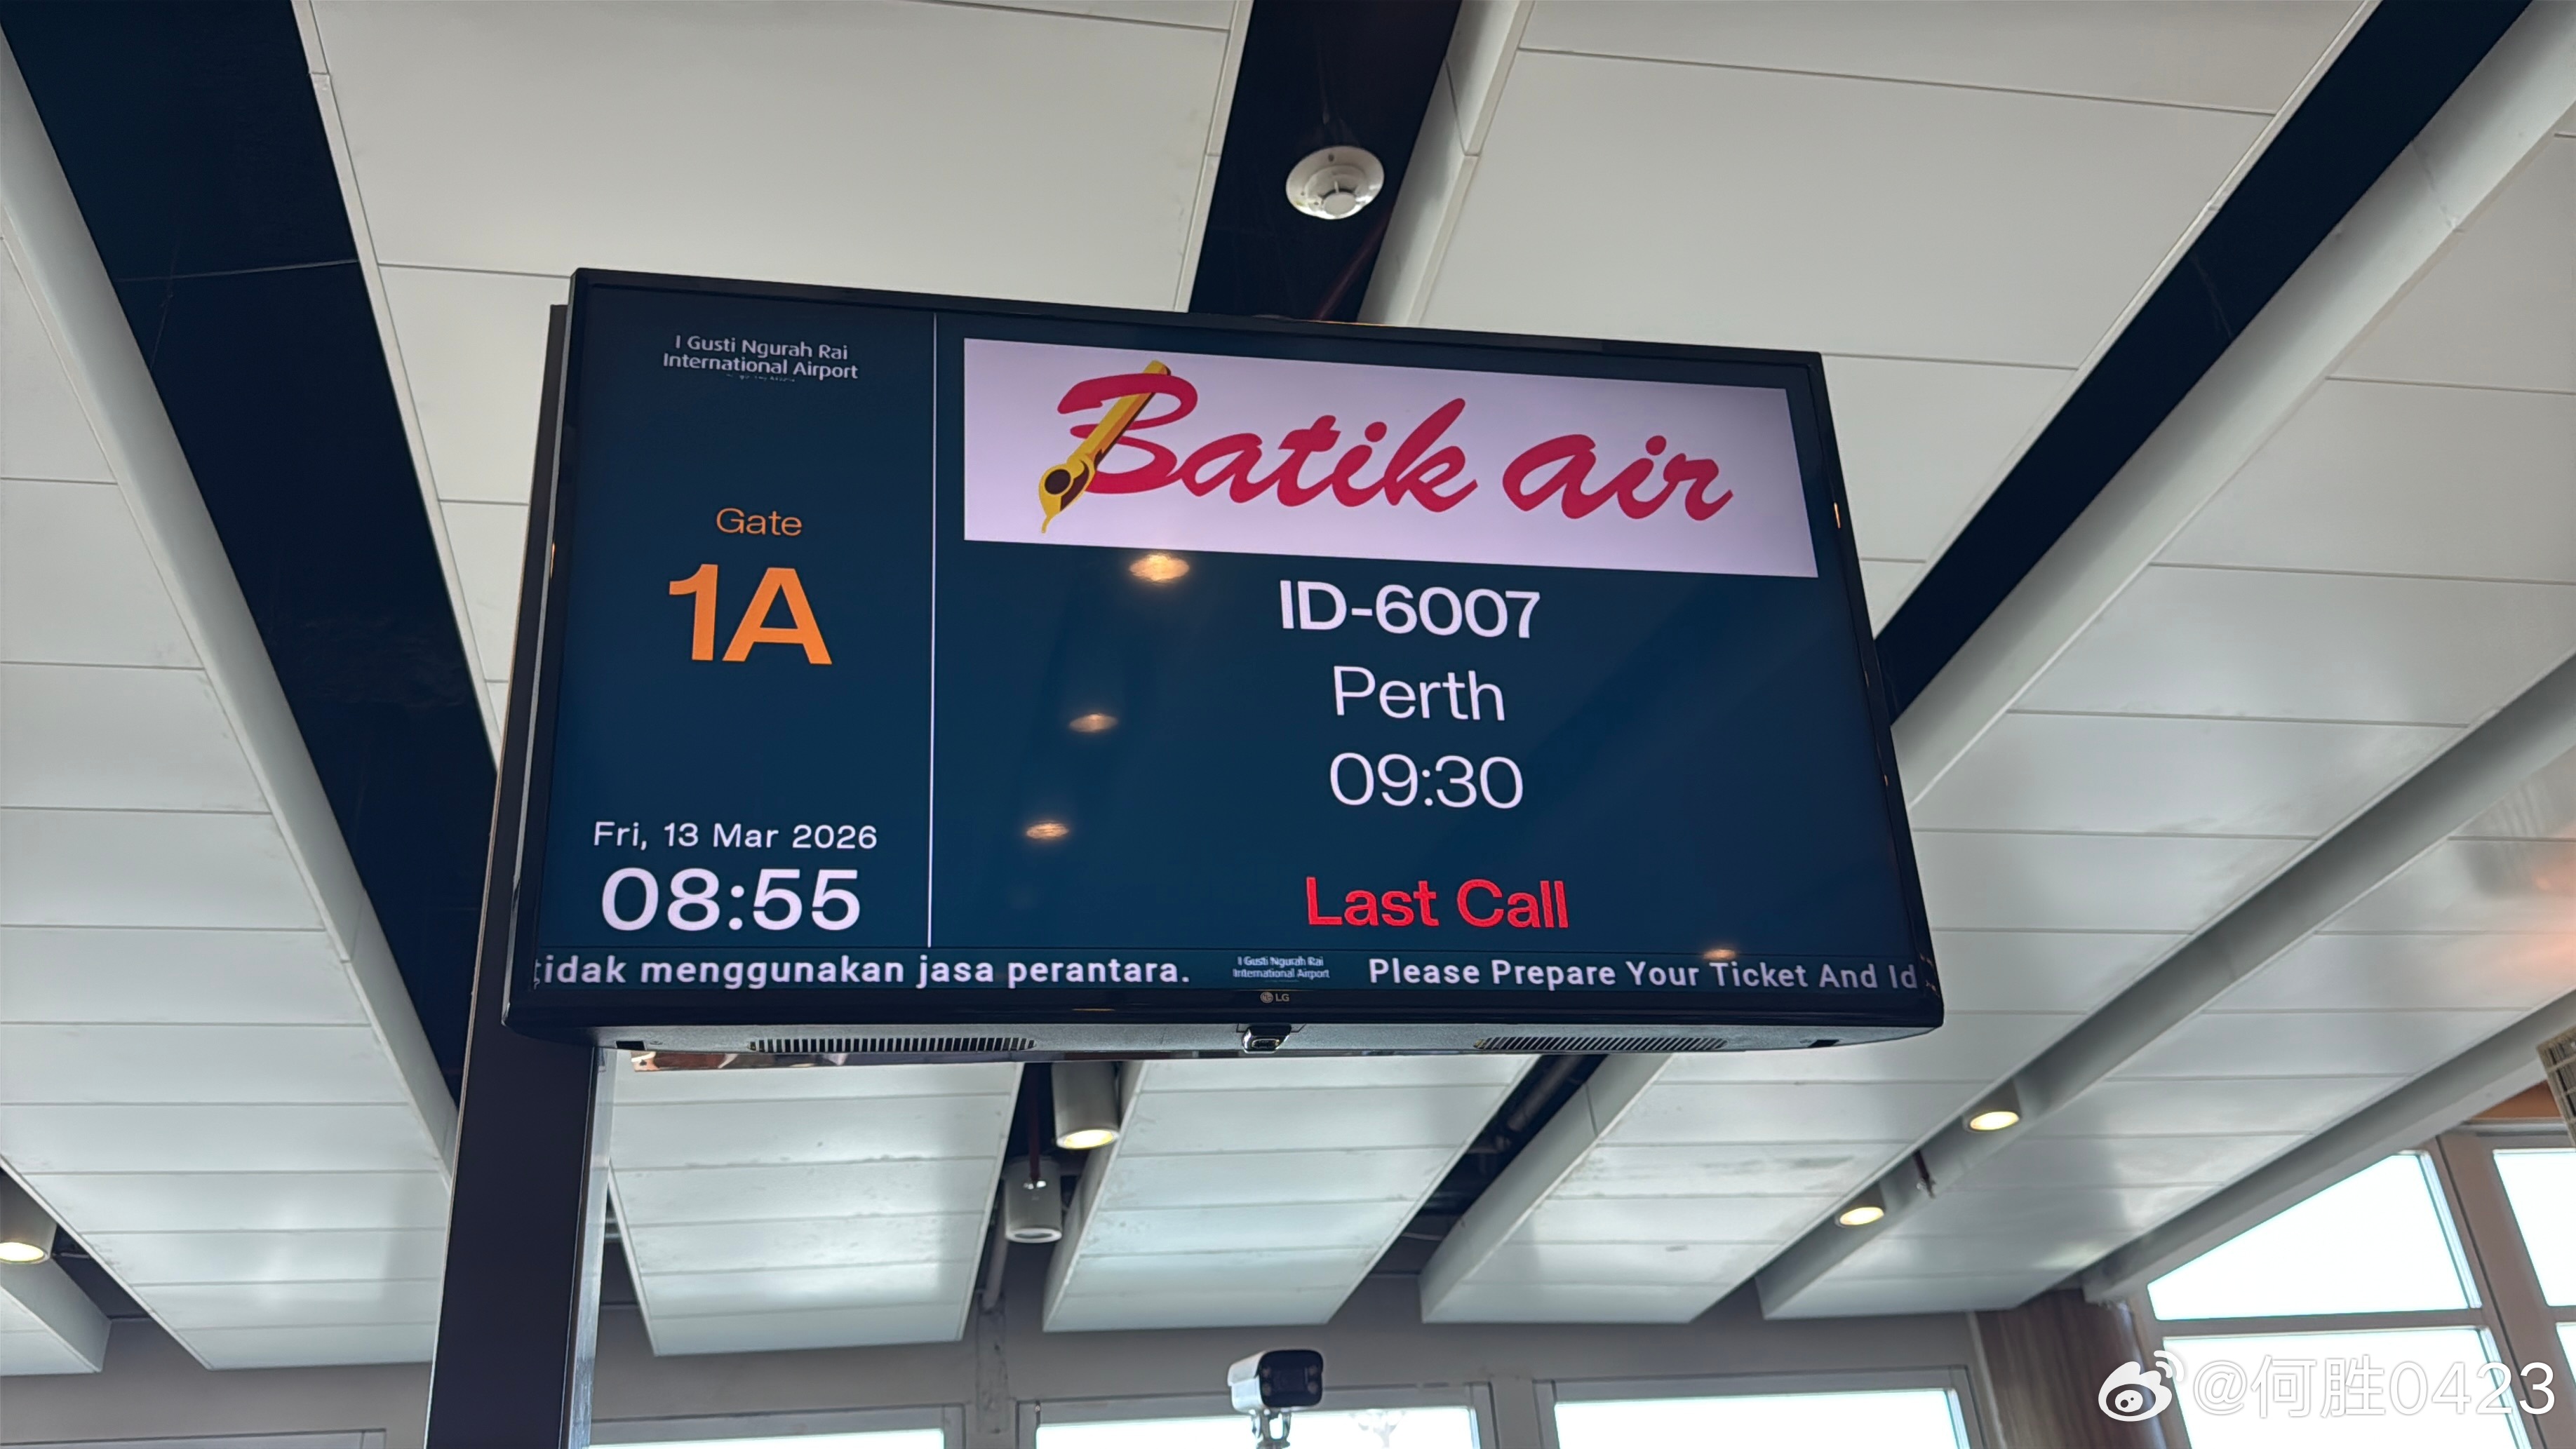 I Gusti Ngurah Rai
International Airport
Gate
1A
Fri, 13 Mar 2026
08:55
Batik air
ID-6007
Perth
09:30
Last Call
tidak menggunakan jasa perantara.
I Gusti Ngurah Rai
International Airport
Please Prepare Your Ticket And Id
LG
@何胜0423